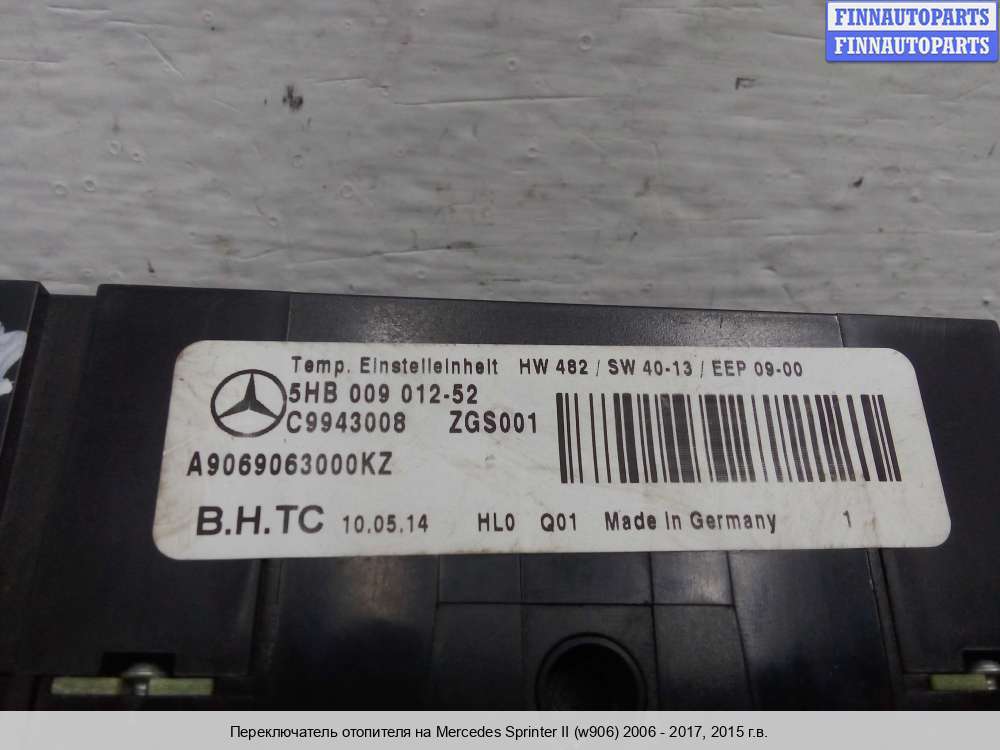 FINNAUTOPARTS
FINNAUTOPARTS
Temp. Einstelleinheit HW 482 / SW 40-13 / EEP 09-00
5HB 009 012-52
C9943008 ZGS001
A9069063000KZ
B.H.TC 10.05.14 HL0 Q01 Made in Germany 1
Переключатель отопителя на Mercedes Sprinter II (w906) 2006 - 2017, 2015 г.в.